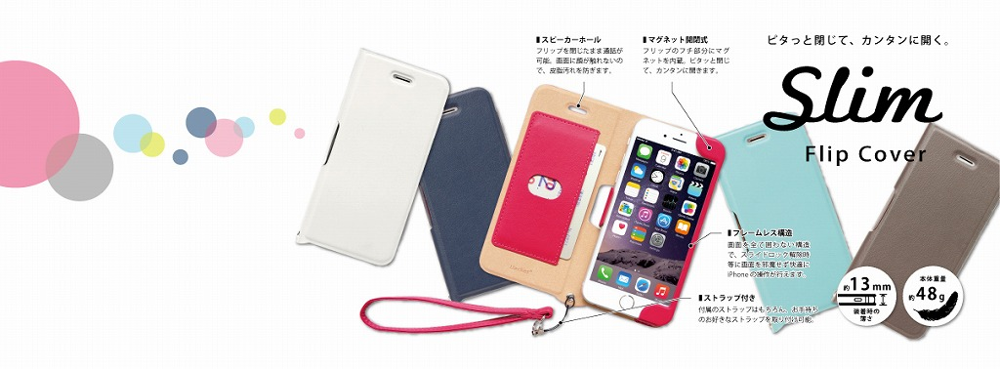 ピタっと閉じて、カンタンに開く。
Slim
Flip Cover
▮スピーカーホール
フリップを閉じたまま通話が
可能。画面に顔が触れないの
で、皮脂汚れを防ぎます。
▮マグネット開閉式
フリップのフチ部分にマグ
ネットを内蔵。ピタッと閉じ
て、カンタンに開きます。
▮フレームレス構造
画面を全て囲わない構造
で、スライドロック解除時
等に画面を邪魔せず快適に
iPhoneの操作が行えます。
▮ストラップ付き
付属のストラップはもちろん、お手持ち
のお好きなストラップを取り付け可能。
約13mm
装着時の
薄さ
本体重量
約48g